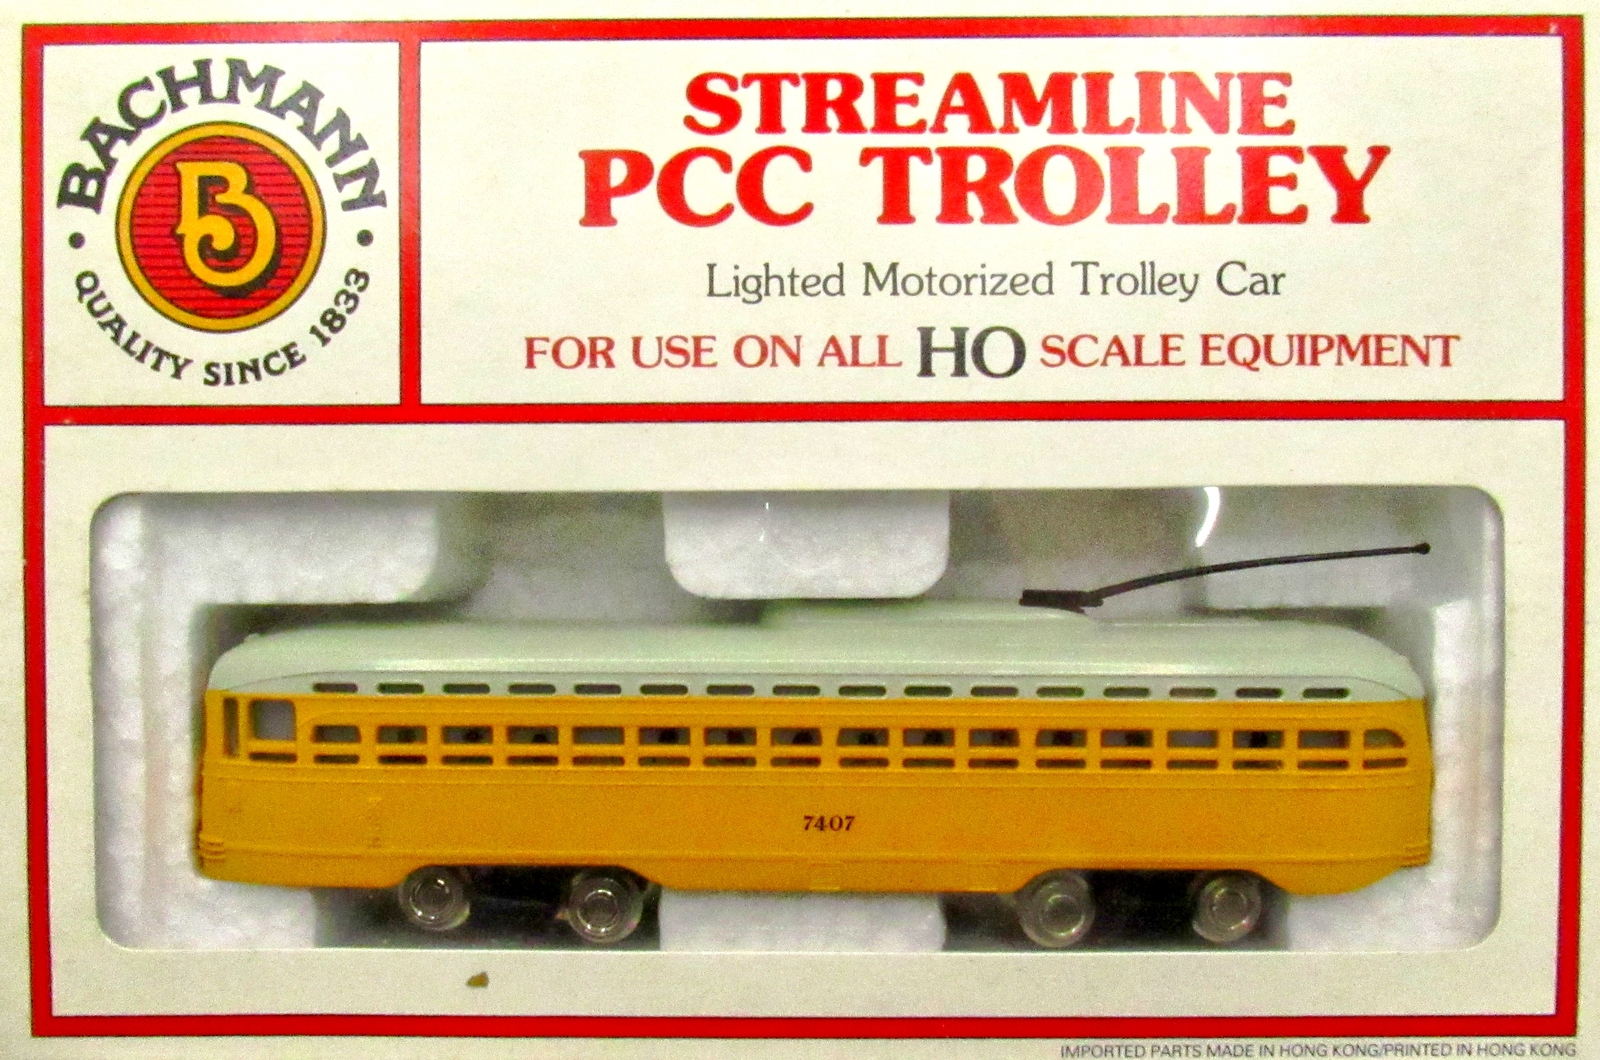 BACHMANN
B
• QUALITY SINCE 1833 •
STREAMLINE
PCC TROLLEY
Lighted Motorized Trolley Car
FOR USE ON ALL HO SCALE EQUIPMENT
7407
IMPORTED PARTS MADE IN HONG KONG/PRINTED IN HONG KONG